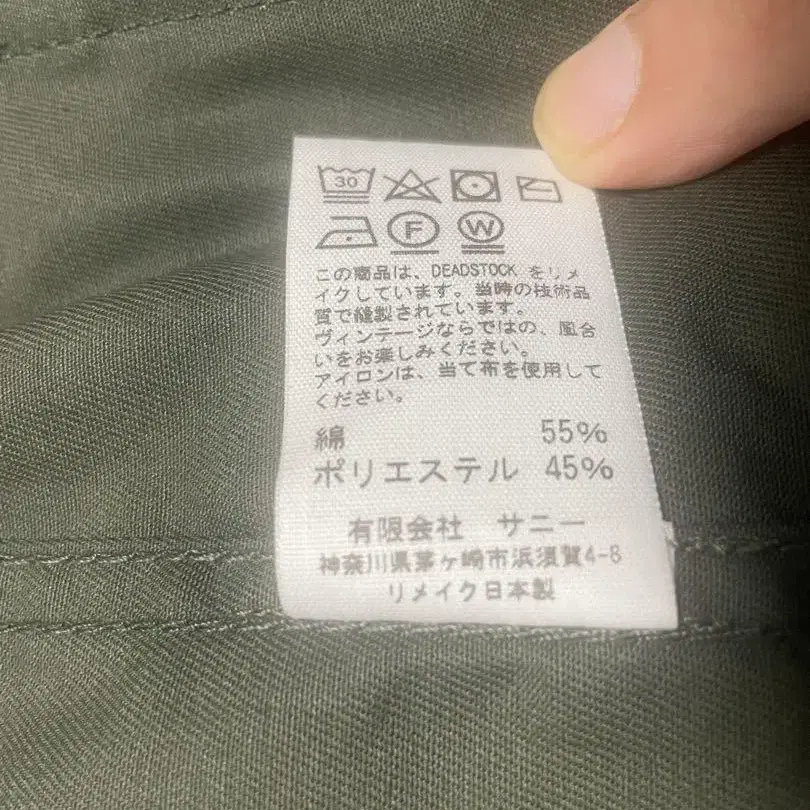 30
F W
この商品は、DEADSTOCK をリメ
イクしています。当時の技術品
質で縫製されています。
ヴィンテージならではの、風合
いをお楽しみください。
アイロンは、当て布を使用して
ください。
綿 55%
ポリエステル 45%
有限会社 サニー
神奈川県茅ヶ崎市浜須賀4-8
リメイク日本製